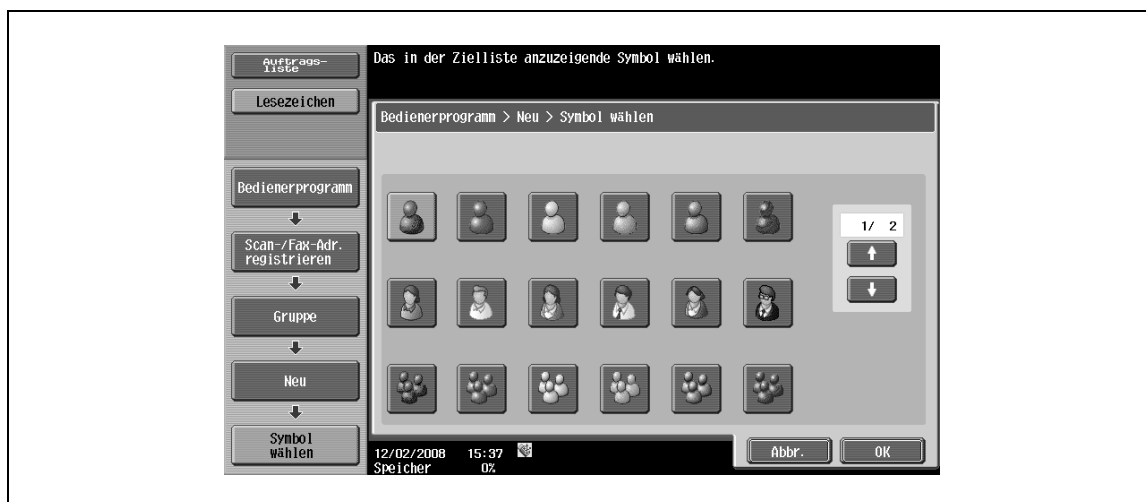 Auftrags-
liste
Das in der Zielliste anzuzeigende Symbol wählen.
Lesezeichen
Bedienerprogramm > Neu > Symbol wählen
Bedienerprogramm
Scan-/Fax-Adr.
registrieren
Gruppe
Neu
Symbol
wählen
1/ 2
12/02/2008 15:37
Speicher 0%
Abbr.
OK